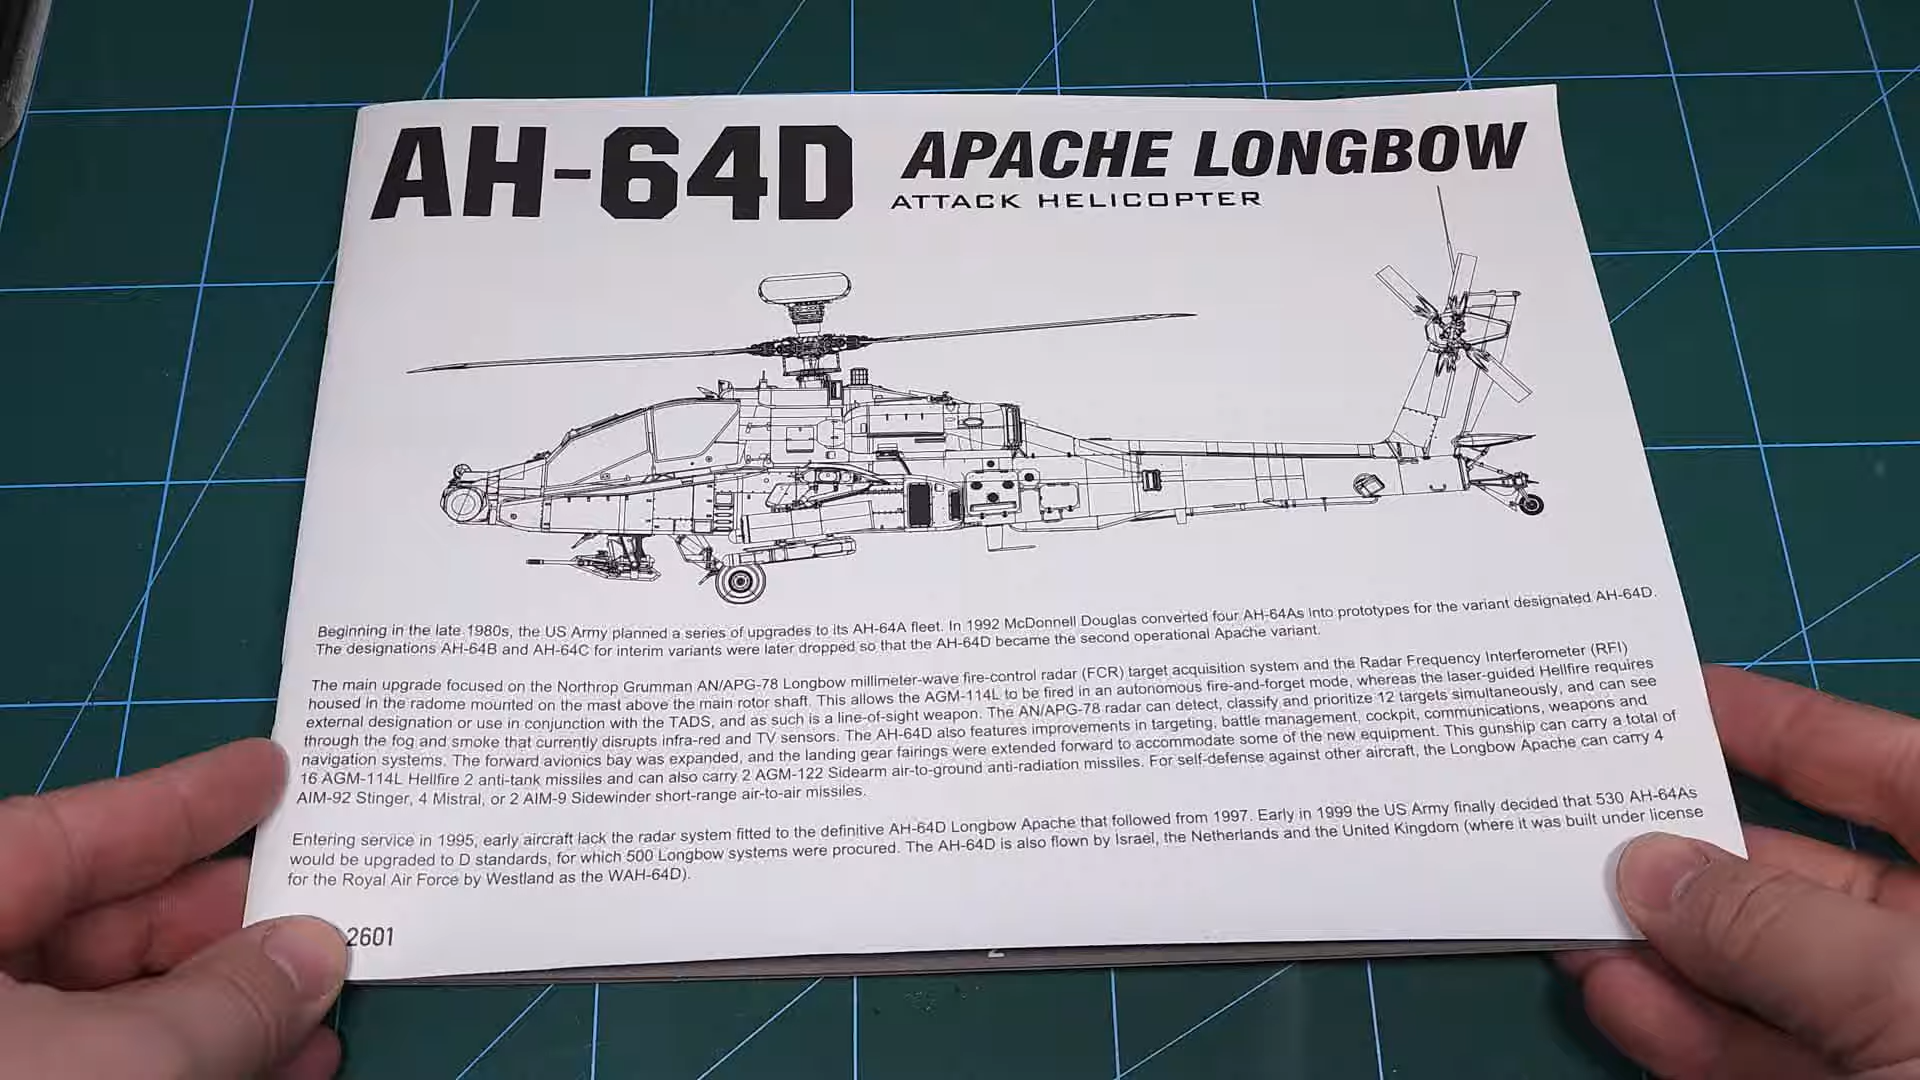 AH-64D APACHE LONGBOW
ATTACK HELICOPTER
Beginning in the late 1980s, the US Army planned a series of upgrades to its AH-64A fleet. In 1992 McDonnell Douglas converted four AH-64As into prototypes for the variant designated AH-64D.
The designations AH-64B and AH-64C for interim variants were later dropped so that the AH-64D became the second operational Apache variant.
The main upgrade focused on the Northrop Grumman AN/APG-78 Longbow millimeter-wave fire-control radar (FCR) target acquisition system and the Radar Frequency Interferometer (RFI)
housed in the radome mounted on the mast above the main rotor shaft. This allows the AGM-114L to be fired in an autonomous fire-and-forget mode, whereas the laser-guided Hellfire requires
external designation or use in conjunction with the TADS, and as such is a line-of-sight weapon. The AN/APG-78 radar can detect, classify and prioritize 12 targets simultaneously, and can see
through the fog and smoke that currently disrupts infra-red and TV sensors. The AH-64D also features improvements in targeting, battle management, cockpit, communications, weapons and
navigation systems. The forward avionics bay was expanded, and the landing gear fairings were extended forward to accommodate some of the new equipment. This gunship can carry a total of
16 AGM-114L Hellfire 2 anti-tank missiles and can also carry 2 AGM-122 Sidearm air-to-ground anti-radiation missiles. For self-defense against other aircraft, the Longbow Apache can carry 4
AIM-92 Stinger, 4 Mistral, or 2 AIM-9 Sidewinder short-range air-to-air missiles.
Entering service in 1995, early aircraft lack the radar system fitted to the definitive AH-64D Longbow Apache that followed from 1997. Early in 1999 the US Army finally decided that 530 AH-64As
would be upgraded to D standards, for which 500 Longbow systems were procured. The AH-64D is also flown by Israel, the Netherlands and the United Kingdom (where it was built under license
for the Royal Air Force by Westland as the WAH-64D).
2601